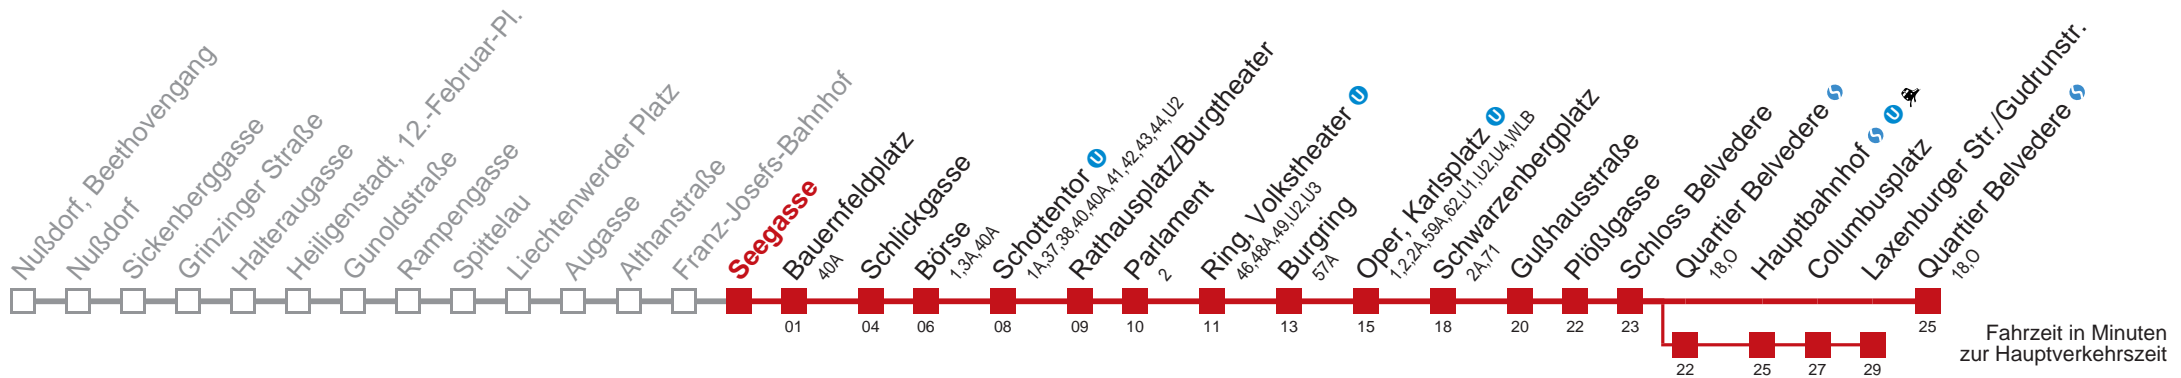 Nußdorf, Beethovengang
Nußdorf
Sickenberggasse
Grinzinger Straße
Halteraugasse
Heiligenstadt, 12.-Februar-Pl.
Gunoldstraße
Rampengasse
Spittelau
Liechtenwerder Platz
Augasse
Althanstraße
Franz-Josefs-Bahnhof
Seegasse
Bauernfeldplatz
40A
Schlickgasse
Börse
1,3A,40A
Schottentor U
1A,37,38,40,40A,41,42,43,44,U2
Rathausplatz/Burgtheater
Parlament
2
Ring, Volkstheater U
46,48A,49,U2,U3
Burgring
57A
Oper, Karlsplatz U
1,2,2A,59A,62,U1,U2,U4,WLB
Schwarzenbergplatz
2A,71
Gußhausstraße
Plößlgasse
Schloss Belvedere
Quartier Belvedere S
18,O
Hauptbahnhof S U
Columbusplatz
Laxenburger Str./Gudrunstr.
Quartier Belvedere S
18,O
01 04 06 08 09 10 11 13 15 18 20 22 23 25
22 25 27 29
Fahrzeit in Minuten
zur Hauptverkehrszeit